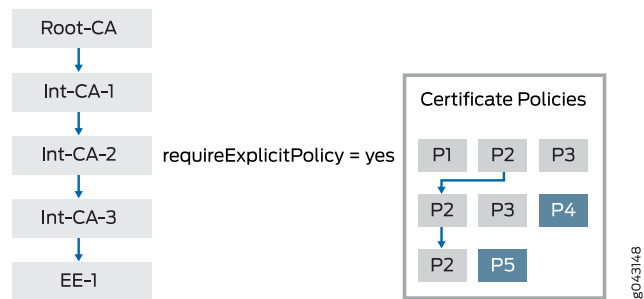 Root-CA
Int-CA-1
Int-CA-2
Int-CA-3
EE-1
requireExplicitPolicy = yes
Certificate Policies
P1 P2 P3
P2 P3 P4
P2 P5
g043148